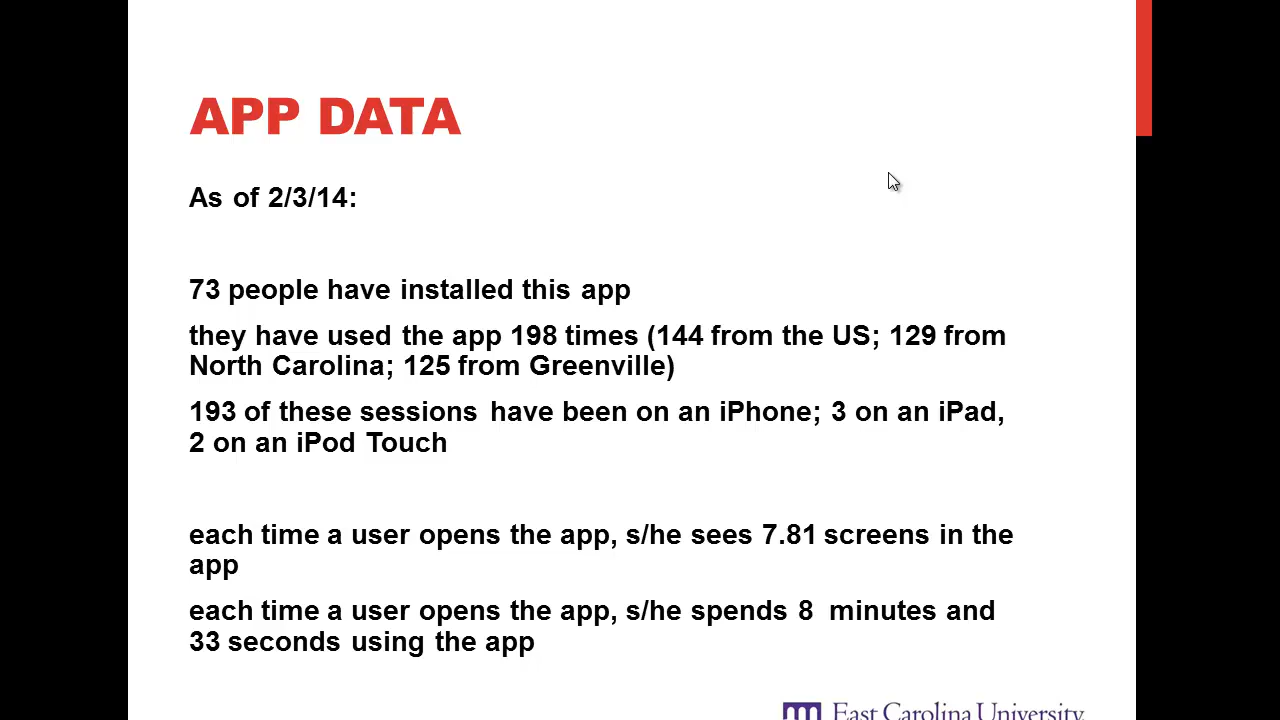 APP DATA
As of 2/3/14:
73 people have installed this app
they have used the app 198 times (144 from the US; 129 from
North Carolina; 125 from Greenville)
193 of these sessions have been on an iPhone; 3 on an iPad,
2 on an iPod Touch
each time a user opens the app, s/he sees 7.81 screens in the
app
each time a user opens the app, s/he spends 8 minutes and
33 seconds using the app
East Carolina University